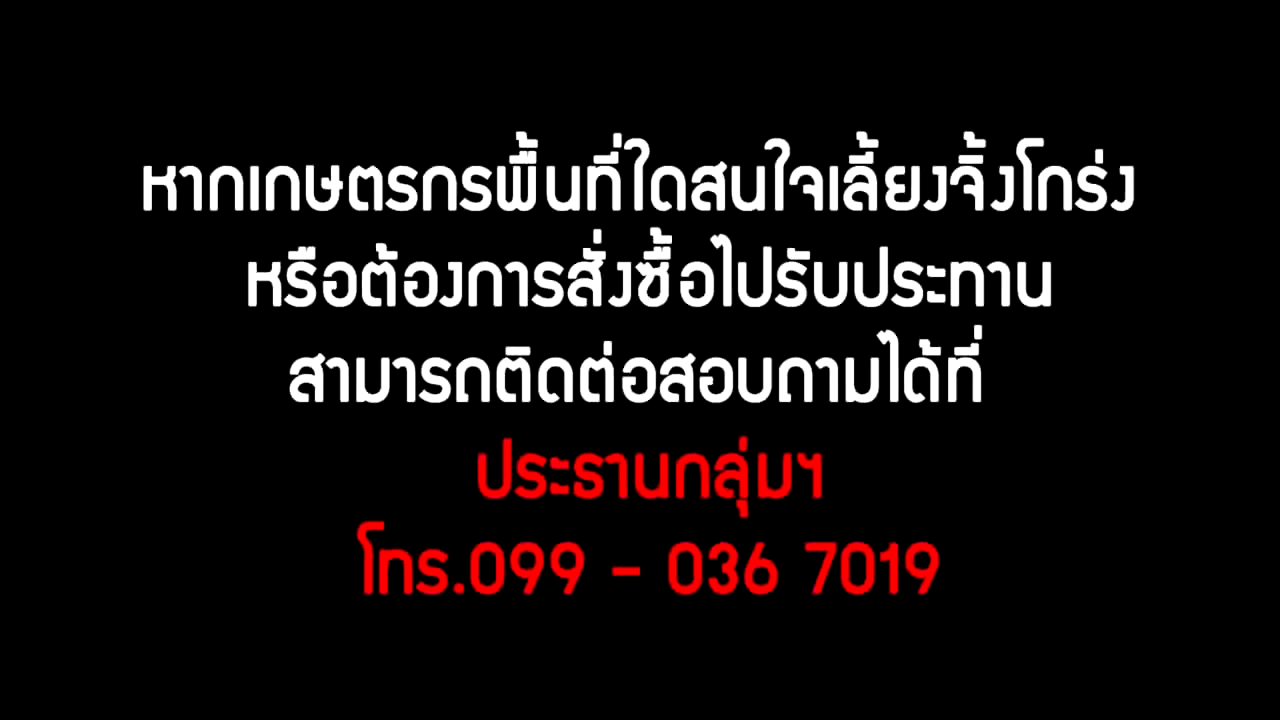 หากเกษตรกรพื้นที่ใดสนใจเลี้ยงจิ้งโกร่ง
หรือต้องการสั่งซื้อไปรับประทาน
สามารถติดต่อสอบถามได้ที่
ประธานกลุ่มฯ
โทร.099 - 036 7019